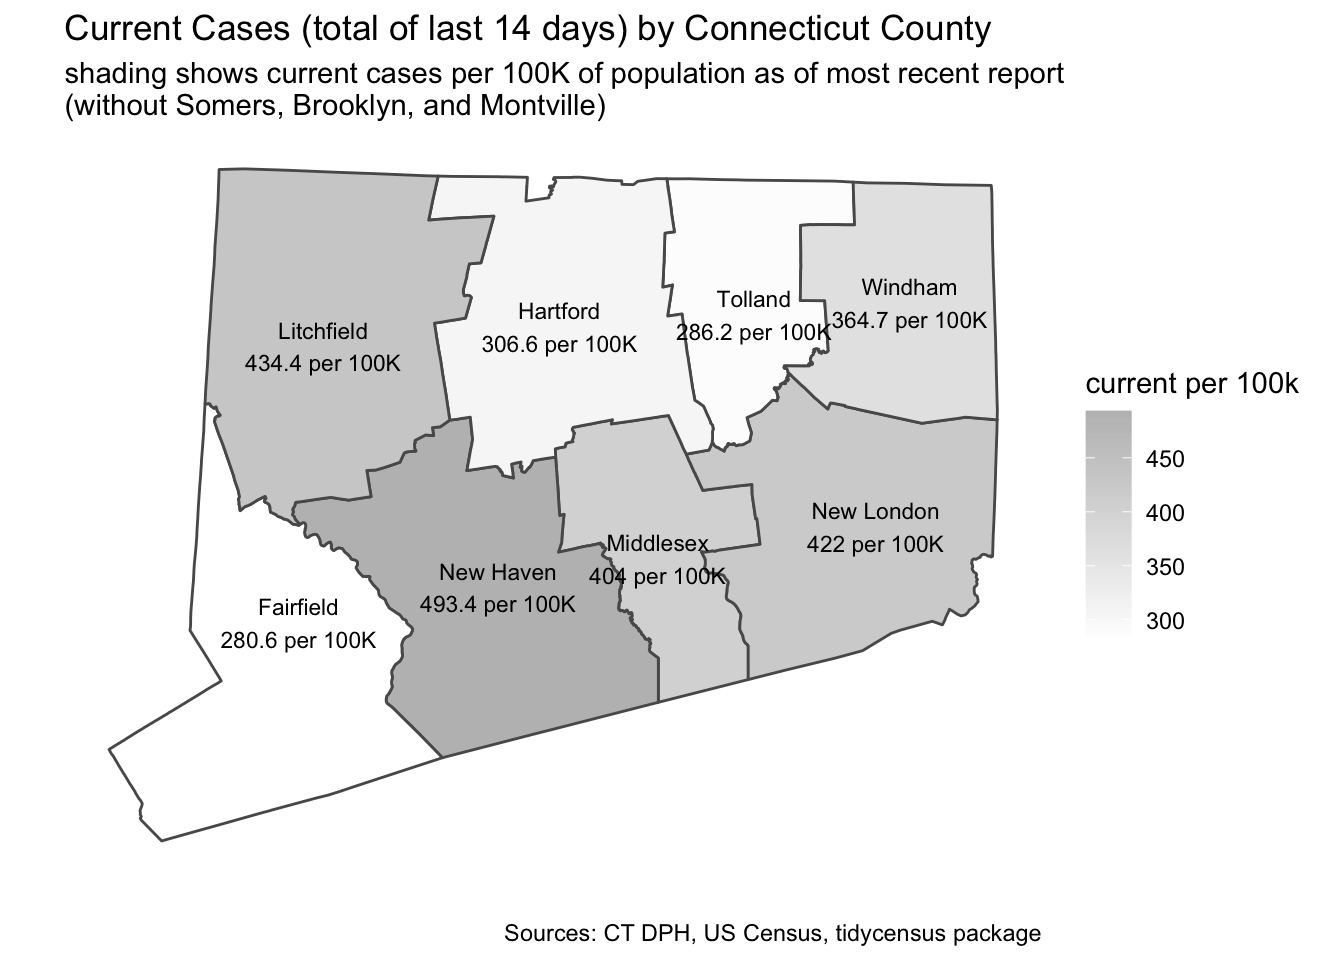 Current Cases (total of last 14 days) by Connecticut County
shading shows current cases per 100K of population as of most recent report
(without Somers, Brooklyn, and Montville)
Litchfield
434.4 per 100K
Hartford
306.6 per 100K
Tolland
286.2 per 100K
Windham
364.7 per 100K
Fairfield
280.6 per 100K
New Haven
493.4 per 100K
Middlesex
404 per 100K
New London
422 per 100K
current per 100k
450
400
350
300
Sources: CT DPH, US Census, tidycensus package